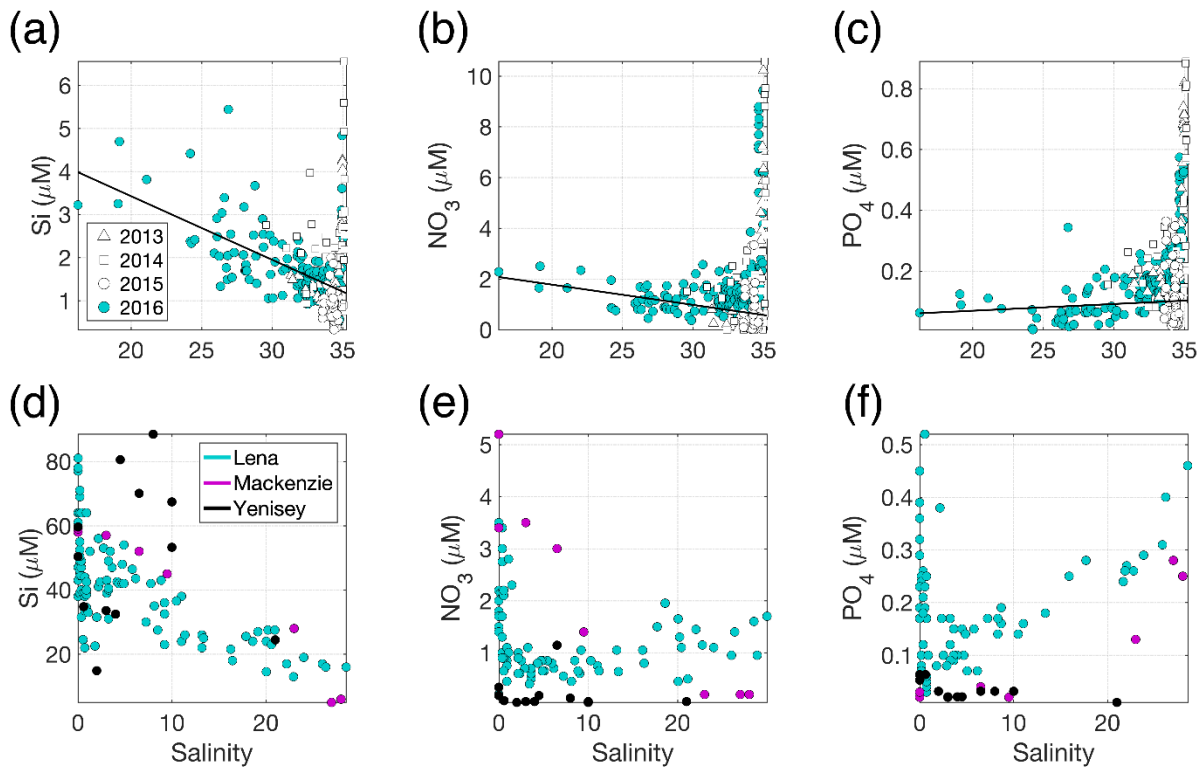 (a) (b) (c)
Si (μM)
6
5
4
3
2
1
20 25 30 35
2013
2014
2015
2016
NO3 (μM)
10
8
6
4
2
0
20 25 30 35
PO4 (μM)
0.8
0.6
0.4
0.2
20 25 30 35
(d) (e) (f)
Si (μM)
80
60
40
20
0 10 20
Salinity
Lena
Mackenzie
Yenisey
NO3 (μM)
5
4
3
2
1
0 10 20
Salinity
PO4 (μM)
0.5
0.4
0.3
0.2
0.1
0 10 20
Salinity